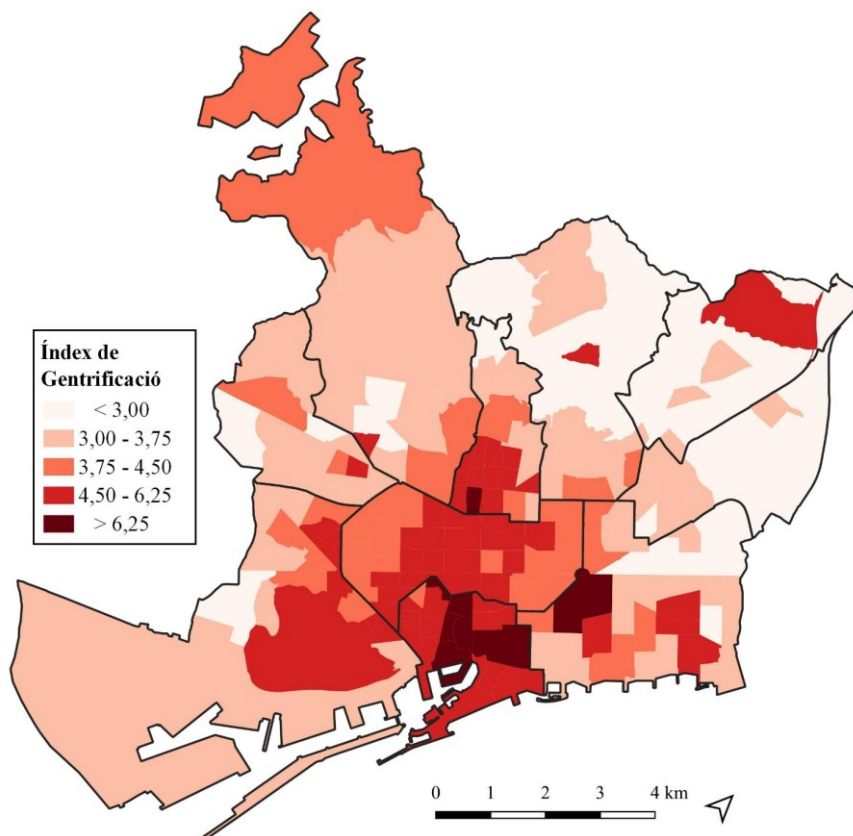 Índex de
Gentrificació
< 3,00
3,00 - 3,75
3,75 - 4,50
4,50 - 6,25
> 6,25
0 1 2 3 4 km